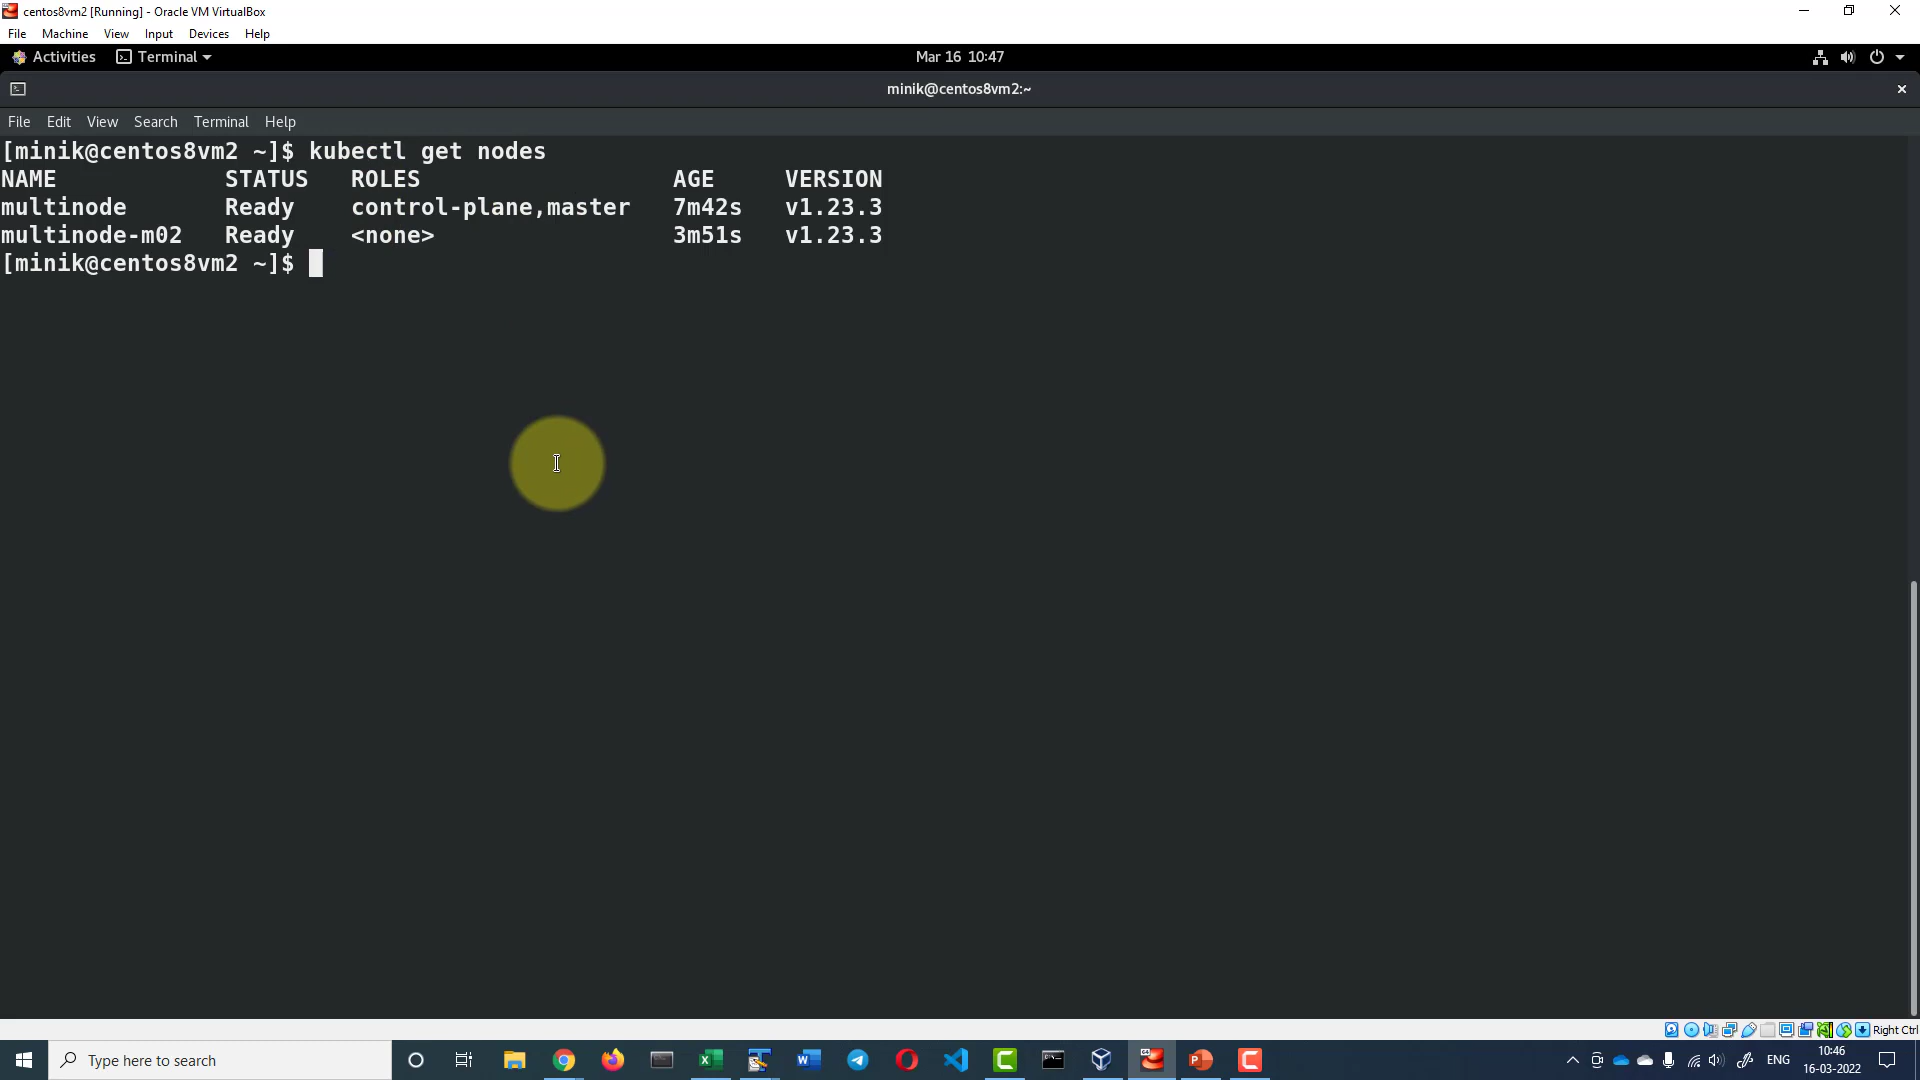 centos8vm2 [Running] - Oracle VM VirtualBox
File Machine View Input Devices Help
Activities Terminal Mar 16 10:47
minik@centos8vm2:~
File Edit View Search Terminal Help
[minik@centos8vm2 ~]$ kubectl get nodes
NAME STATUS ROLES AGE VERSION
multinode Ready control-plane,master 7m42s v1.23.3
multinode-m02 Ready <none> 3m51s v1.23.3
[minik@centos8vm2 ~]$
Right Ctrl
Type here to search
ENG
10:46
16-03-2022